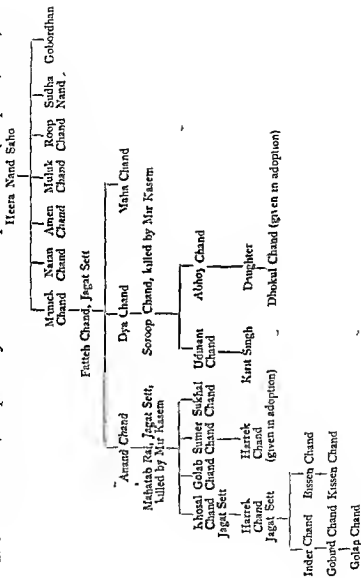 Heera Nand Saho
Manick Chand
Naran Chand
Amen Chand
Muluk Chand
Roop Chand
Sudha Nand
Gobordhan
Fatteh Chand, Jagat Sett
Anand Chand
Dya Chand
Maha Chand
Mahatab Rai, Jagat Sett,
killed by Mir Kasem
Soroop Chand, killed by Mir Kasem
Khosal Chand Jagat Sett
Golab Chand
Sumer Chand
Sukhal Chand
Udinant Chand
Abhoy Chand
Harrek Chand Jagat Sett
Harrek Chand (given in adoption)
Kirit Singh
Daughter
Dhokul Chand (given in adoption)
Inder Chand
Bissen Chand
Gobind Chand
Kissen Chand
Golap Chand